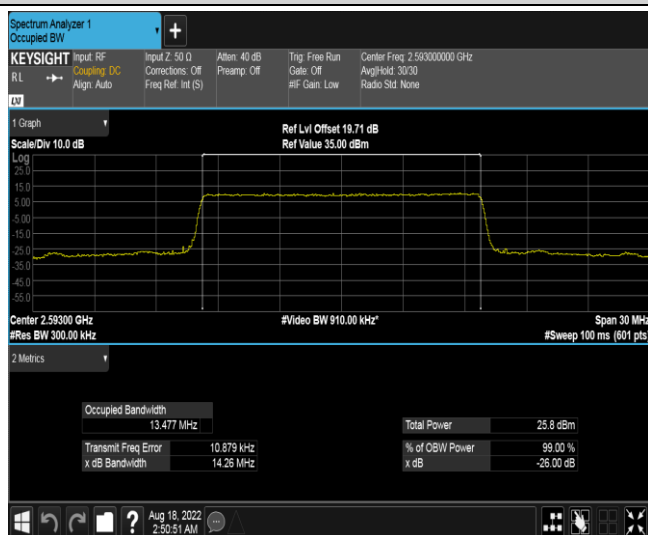 Spectrum Analyzer 1
Occupied BW
+
KEYSIGHT
R L
LXI
Input: RF
Coupling: DC
Align: Auto
Input Z: 50 Ω
Corrections: Off
Freq Ref: Int (S)
Atten: 40 dB
Preamp: Off
Trig: Free Run
Gate: Off
#IF Gain: Low
Center Freq: 2.593000000 GHz
Avg|Hold: 30/30
Radio Std: None
1 Graph
Scale/Div 10.0 dB
Ref Lvl Offset 19.71 dB
Ref Value 35.00 dBm
Log
25.0
15.0
5.00
-5.00
-15.0
-25.0
-35.0
-45.0
-55.0
Center 2.59300 GHz
#Res BW 300.00 kHz
#Video BW 910.00 kHz*
Span 30 MHz
#Sweep 100 ms (601 pts)
2 Metrics
Occupied Bandwidth
13.477 MHz
Transmit Freq Error 10.879 kHz
x dB Bandwidth 14.26 MHz
Total Power 25.8 dBm
% of OBW Power 99.00 %
x dB -26.00 dB
?
Aug 18, 2022
2:50:51 AM